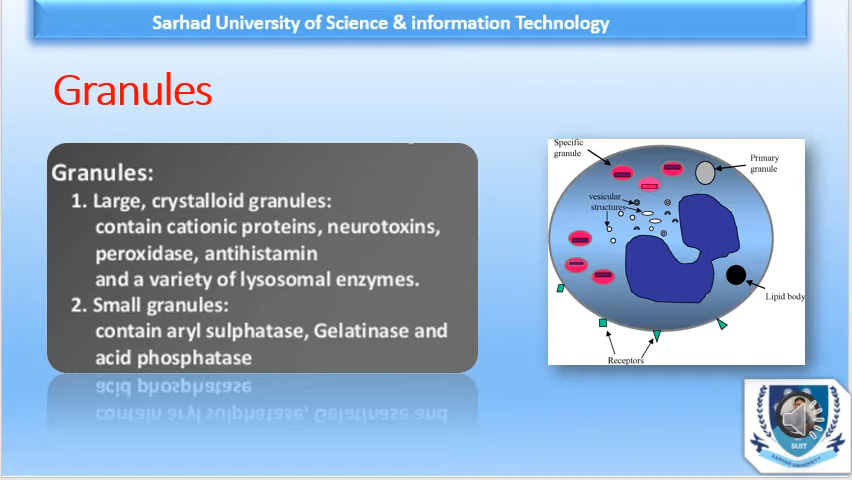 Sarhad University of Science & information Technology
Granules
Granules:
1. Large, crystalloid granules:
contain cationic proteins, neurotoxins,
peroxidase, antihistamin
and a variety of lysosomal enzymes.
2. Small granules:
contain aryl sulphatase, Gelatinase and
acid phosphatase
Specific
granule
Primary
granule
vesicular
structures
Lipid body
Receptors
SUIT
SARHAD UNIVERSITY